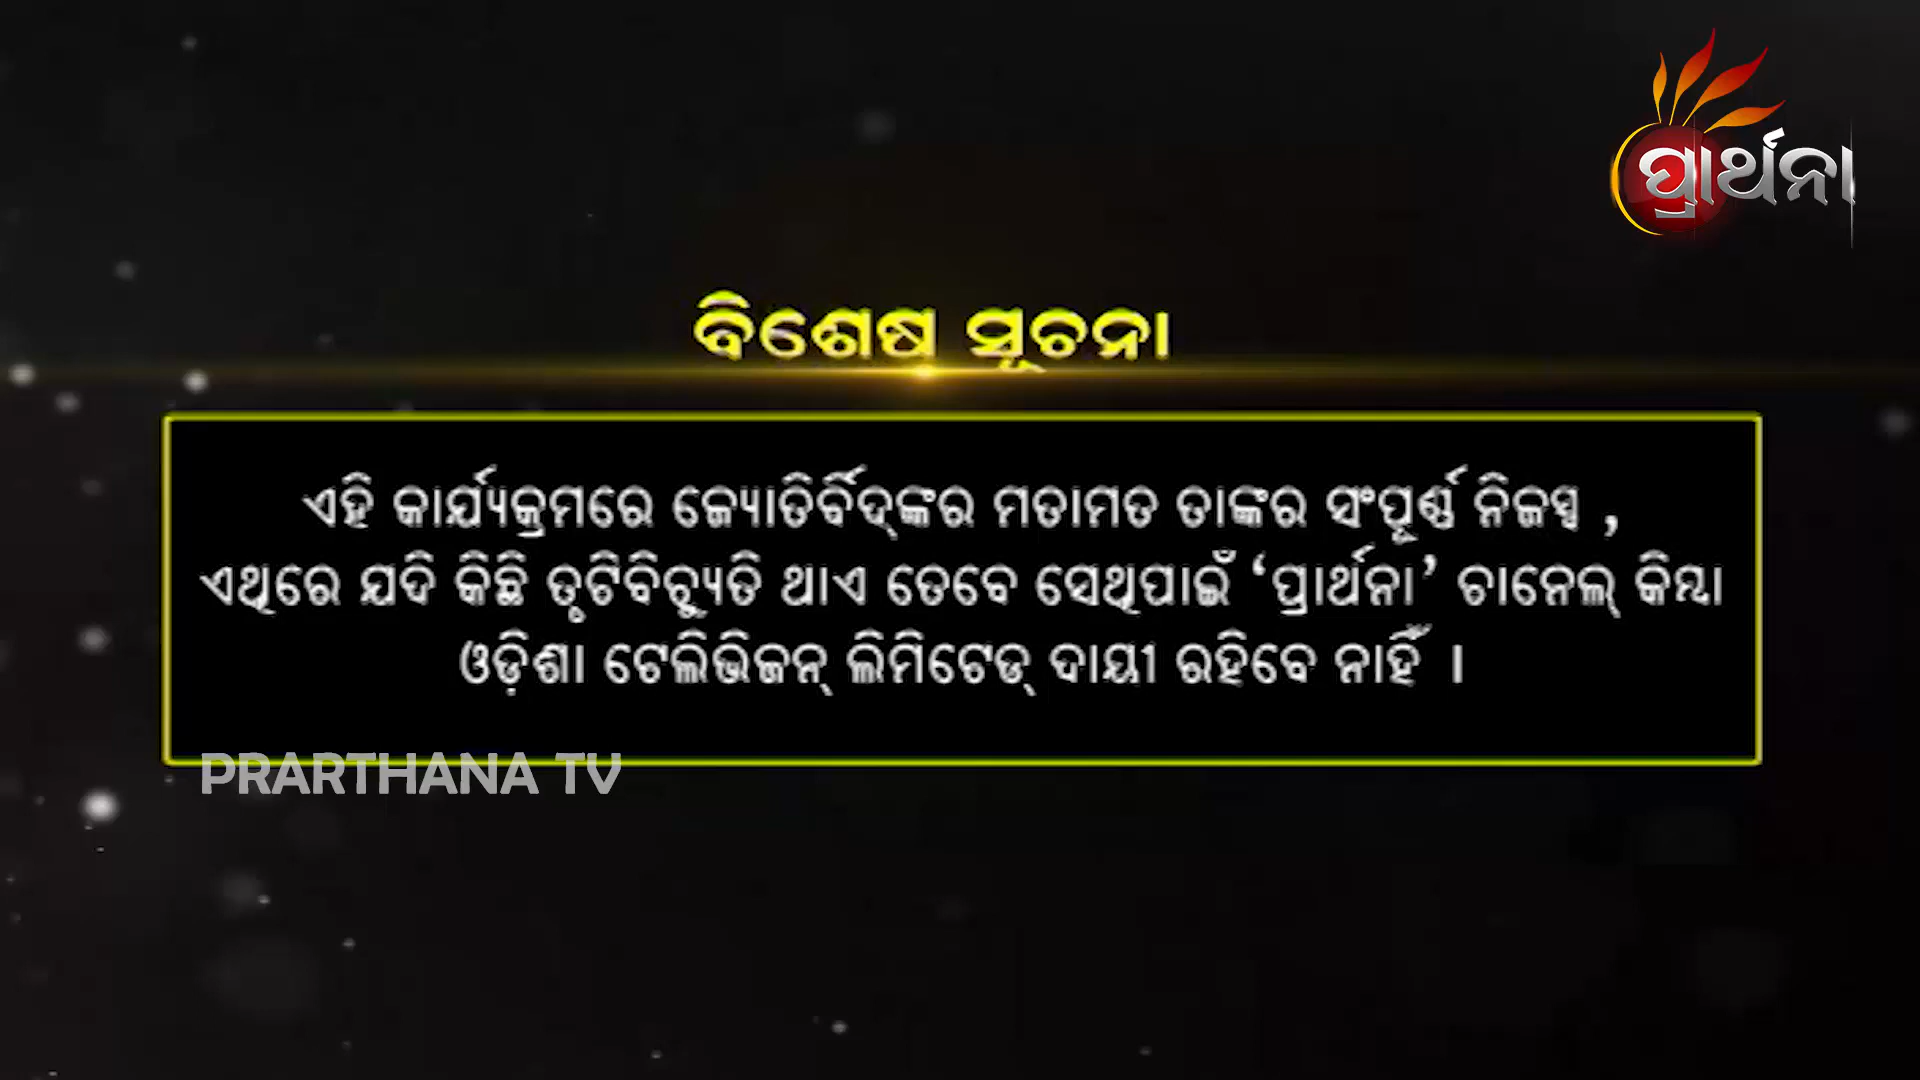 ପ୍ରାର୍ଥନା
ବିଶେଷ ସୂଚନା
ଏହି କାର୍ଯ୍ୟକ୍ରମରେ ଜ୍ୟୋତିର୍ବିଦ୍‌ଙ୍କର ମତାମତ ତାଙ୍କର ସଂପୂର୍ଣ୍ଣ ନିଜସ୍ୱ ,
ଏଥିରେ ଯଦି କିଛି ତୃଟିବିଚ୍ୟୁତି ଥାଏ ତେବେ ସେଥିପାଇଁ ‘ପ୍ରାର୍ଥନା’ ଚାନେଲ୍ କିମ୍ବା
ଓଡ଼ିଶା ଟେଲିଭିଜନ୍ ଲିମିଟେଡ୍ ଦାୟୀ ରହିବେ ନାହିଁ ।
PRARTHANA TV